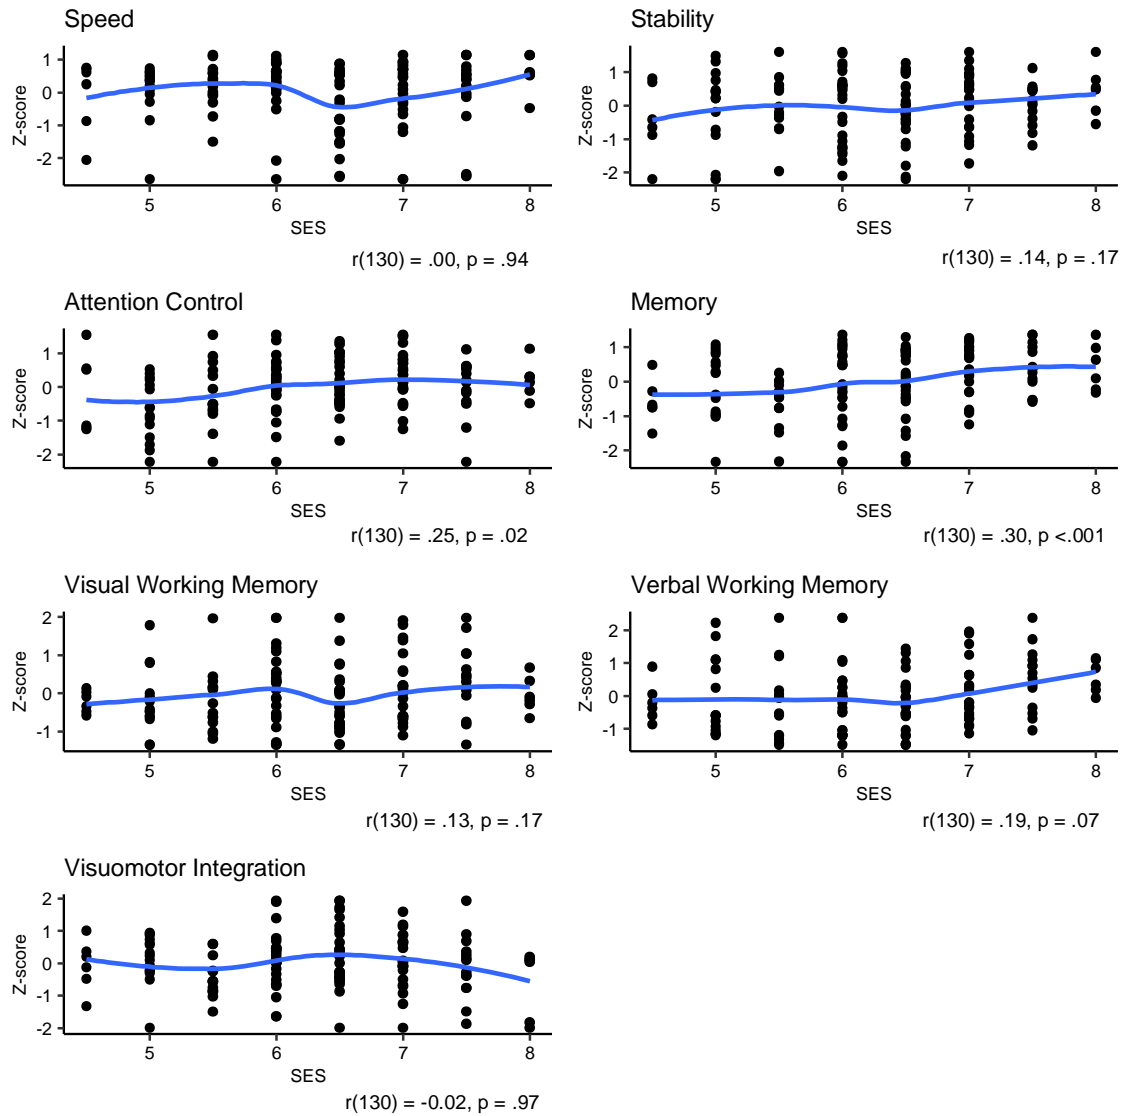 Speed
Stability
Z-score
1
0
-1
-2
5
6
7
8
SES
r(130) = .00, p = .94
Z-score
1
0
-1
-2
5
6
7
8
SES
r(130) = .14, p = .17
Attention Control
Memory
Z-score
1
0
-1
-2
5
6
7
8
SES
r(130) = .25, p = .02
Z-score
1
0
-1
-2
5
6
7
8
SES
r(130) = .30, p <.001
Visual Working Memory
Verbal Working Memory
Z-score
2
1
0
-1
5
6
7
8
SES
r(130) = .13, p = .17
Z-score
2
1
0
-1
5
6
7
8
SES
r(130) = .19, p = .07
Visuomotor Integration
Z-score
2
1
0
-1
-2
5
6
7
8
SES
r(130) = -0.02, p = .97